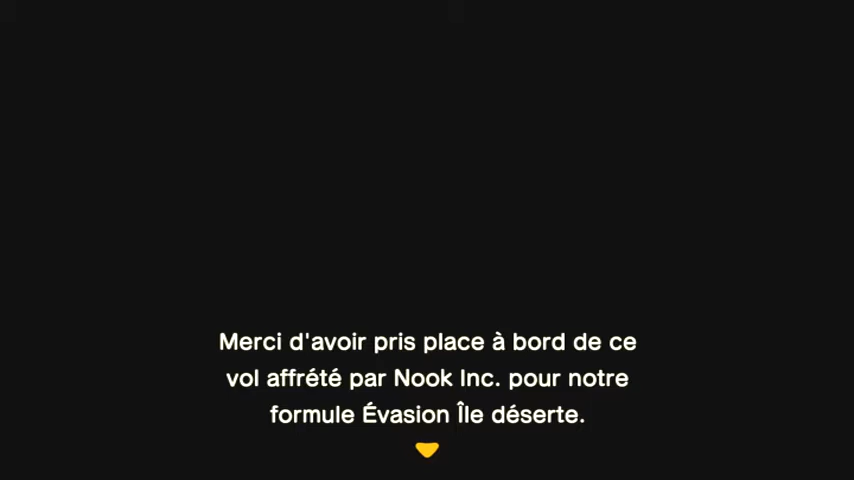 Merci d'avoir pris place à bord de ce
vol affrété par Nook Inc. pour notre
formule Évasion Île déserte.